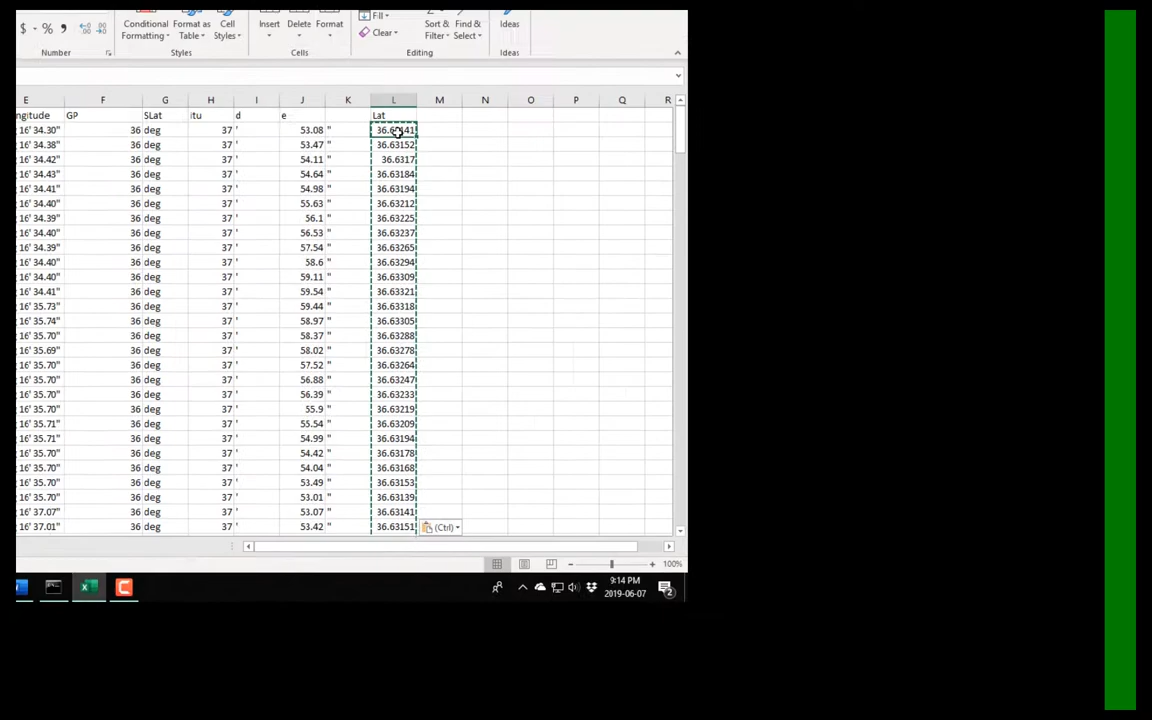 $ % , Conditional Formatting Format as Table Cell Styles Insert Delete Format Fill Clear Sort & Filter Find & Select Ideas
Number Styles Cells Editing Ideas
E F G H I J K L M N O P Q R
ngitude GP SLat itu d e Lat
16' 34.30" 36 deg 37 ' 53.08 "
16' 34.38" 36 deg 37 ' 53.47 " 36.63152
16' 34.42" 36 deg 37 ' 54.11 " 36.6317
16' 34.43" 36 deg 37 ' 54.64 " 36.63184
16' 34.41" 36 deg 37 ' 54.98 " 36.63194
16' 34.40" 36 deg 37 ' 55.63 " 36.63212
16' 34.39" 36 deg 37 ' 56.1 " 36.63225
16' 34.40" 36 deg 37 ' 56.53 " 36.63237
16' 34.39" 36 deg 37 ' 57.54 " 36.63265
16' 34.40" 36 deg 37 ' 58.6 " 36.63294
16' 34.40" 36 deg 37 ' 59.11 " 36.63309
16' 34.41" 36 deg 37 ' 59.54 " 36.63321
16' 35.73" 36 deg 37 ' 59.44 " 36.63318
16' 35.74" 36 deg 37 ' 58.97 " 36.63305
16' 35.70" 36 deg 37 ' 58.37 " 36.63288
16' 35.69" 36 deg 37 ' 58.02 " 36.63278
16' 35.70" 36 deg 37 ' 57.52 " 36.63264
16' 35.70" 36 deg 37 ' 56.88 " 36.63247
16' 35.70" 36 deg 37 ' 56.39 " 36.63233
16' 35.70" 36 deg 37 ' 55.9 " 36.63219
16' 35.71" 36 deg 37 ' 55.54 " 36.63209
16' 35.71" 36 deg 37 ' 54.99 " 36.63194
16' 35.70" 36 deg 37 ' 54.42 " 36.63178
16' 35.70" 36 deg 37 ' 54.04 " 36.63168
16' 35.70" 36 deg 37 ' 53.49 " 36.63153
16' 35.70" 36 deg 37 ' 53.01 " 36.63139
16' 37.07" 36 deg 37 ' 53.07 " 36.63141
16' 37.01" 36 deg 37 ' 53.42 " 36.63151 (Ctrl)
100%
9:14 PM
2019-06-07
2